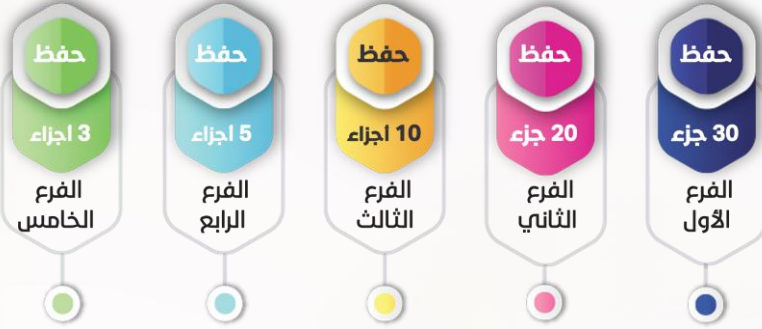 حفظ
30 جزء
الفرع
الأول
حفظ
20 جزء
الفرع
الثاني
حفظ
10 اجزاء
الفرع
الثالث
حفظ
5 اجزاء
الفرع
الرابع
حفظ
3 اجزاء
الفرع
الخامس